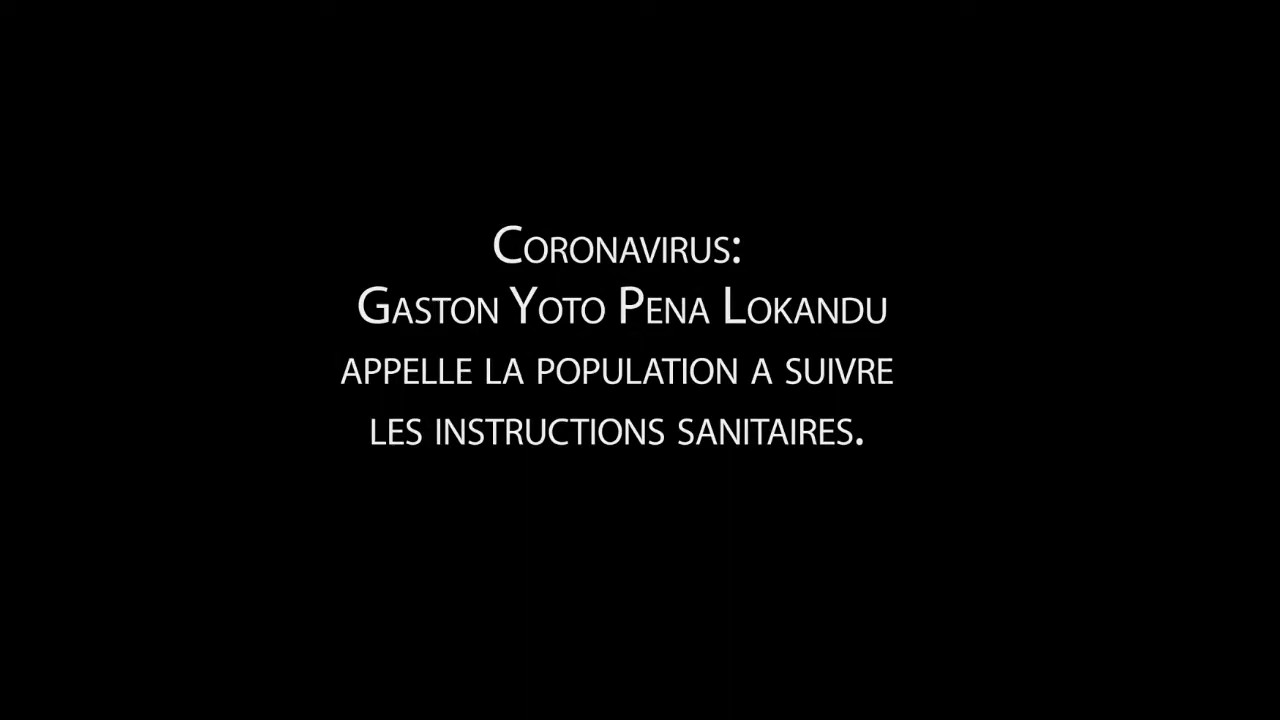 Coronavirus:
Gaston Yoto Pena Lokandu
appelle la population a suivre
les instructions sanitaires.